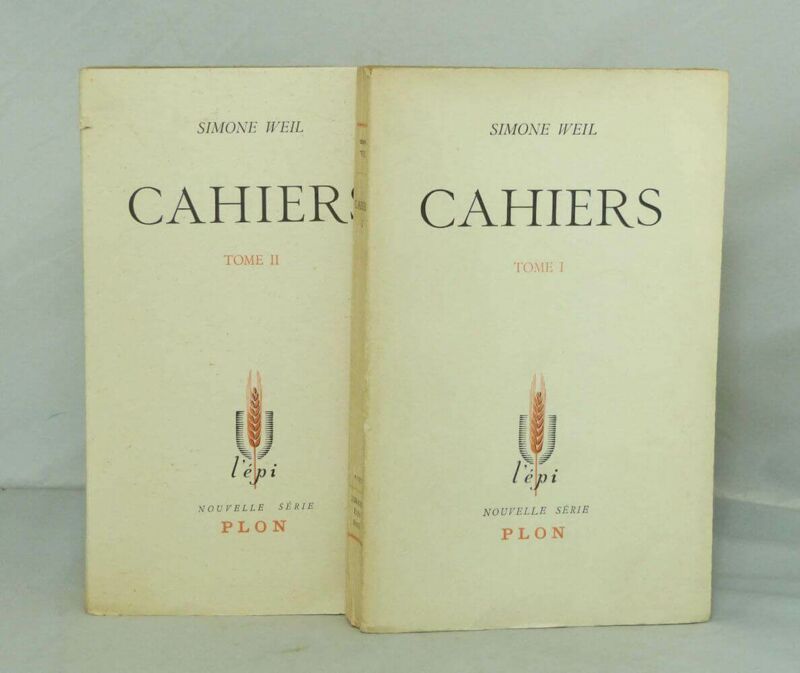 SIMONE WEIL
CAHIERS
TOME II
l'épi
NOUVELLE SÉRIE
PLON
SIMONE WEIL
CAHIERS
TOME I
l'épi
NOUVELLE SÉRIE
PLON